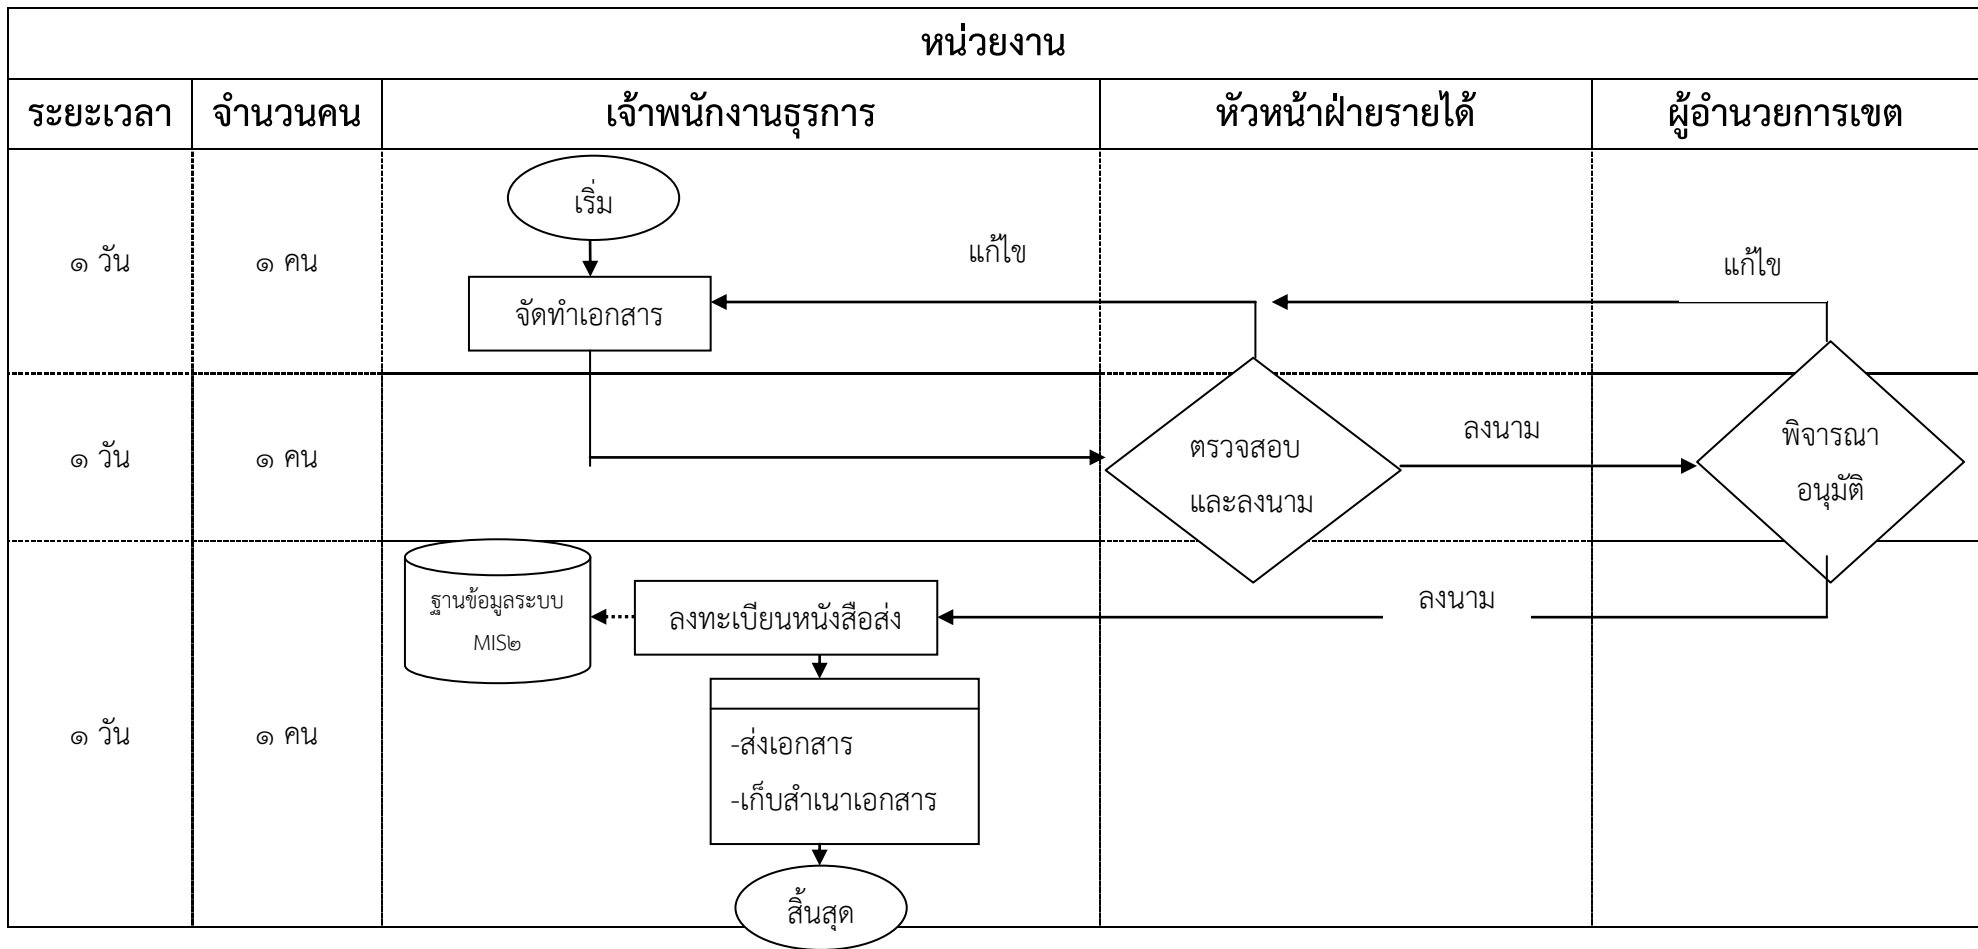 หน่วยงาน
ระยะเวลา จำนวนคน เจ้าพนักงานธุรการ หัวหน้าฝ่ายรายได้ ผู้อำนวยการเขต
เริ่ม
แก้ไข
แก้ไข
๑ วัน ๑ คน
จัดทำเอกสาร
ลงนาม
๑ วัน ๑ คน
ตรวจสอบ
และลงนาม
พิจารณา
อนุมัติ
ฐานข้อมูลระบบ
MIS๒
ลงทะเบียนหนังสือส่ง
ลงนาม
๑ วัน ๑ คน
-ส่งเอกสาร
-เก็บสำเนาเอกสาร
สิ้นสุด